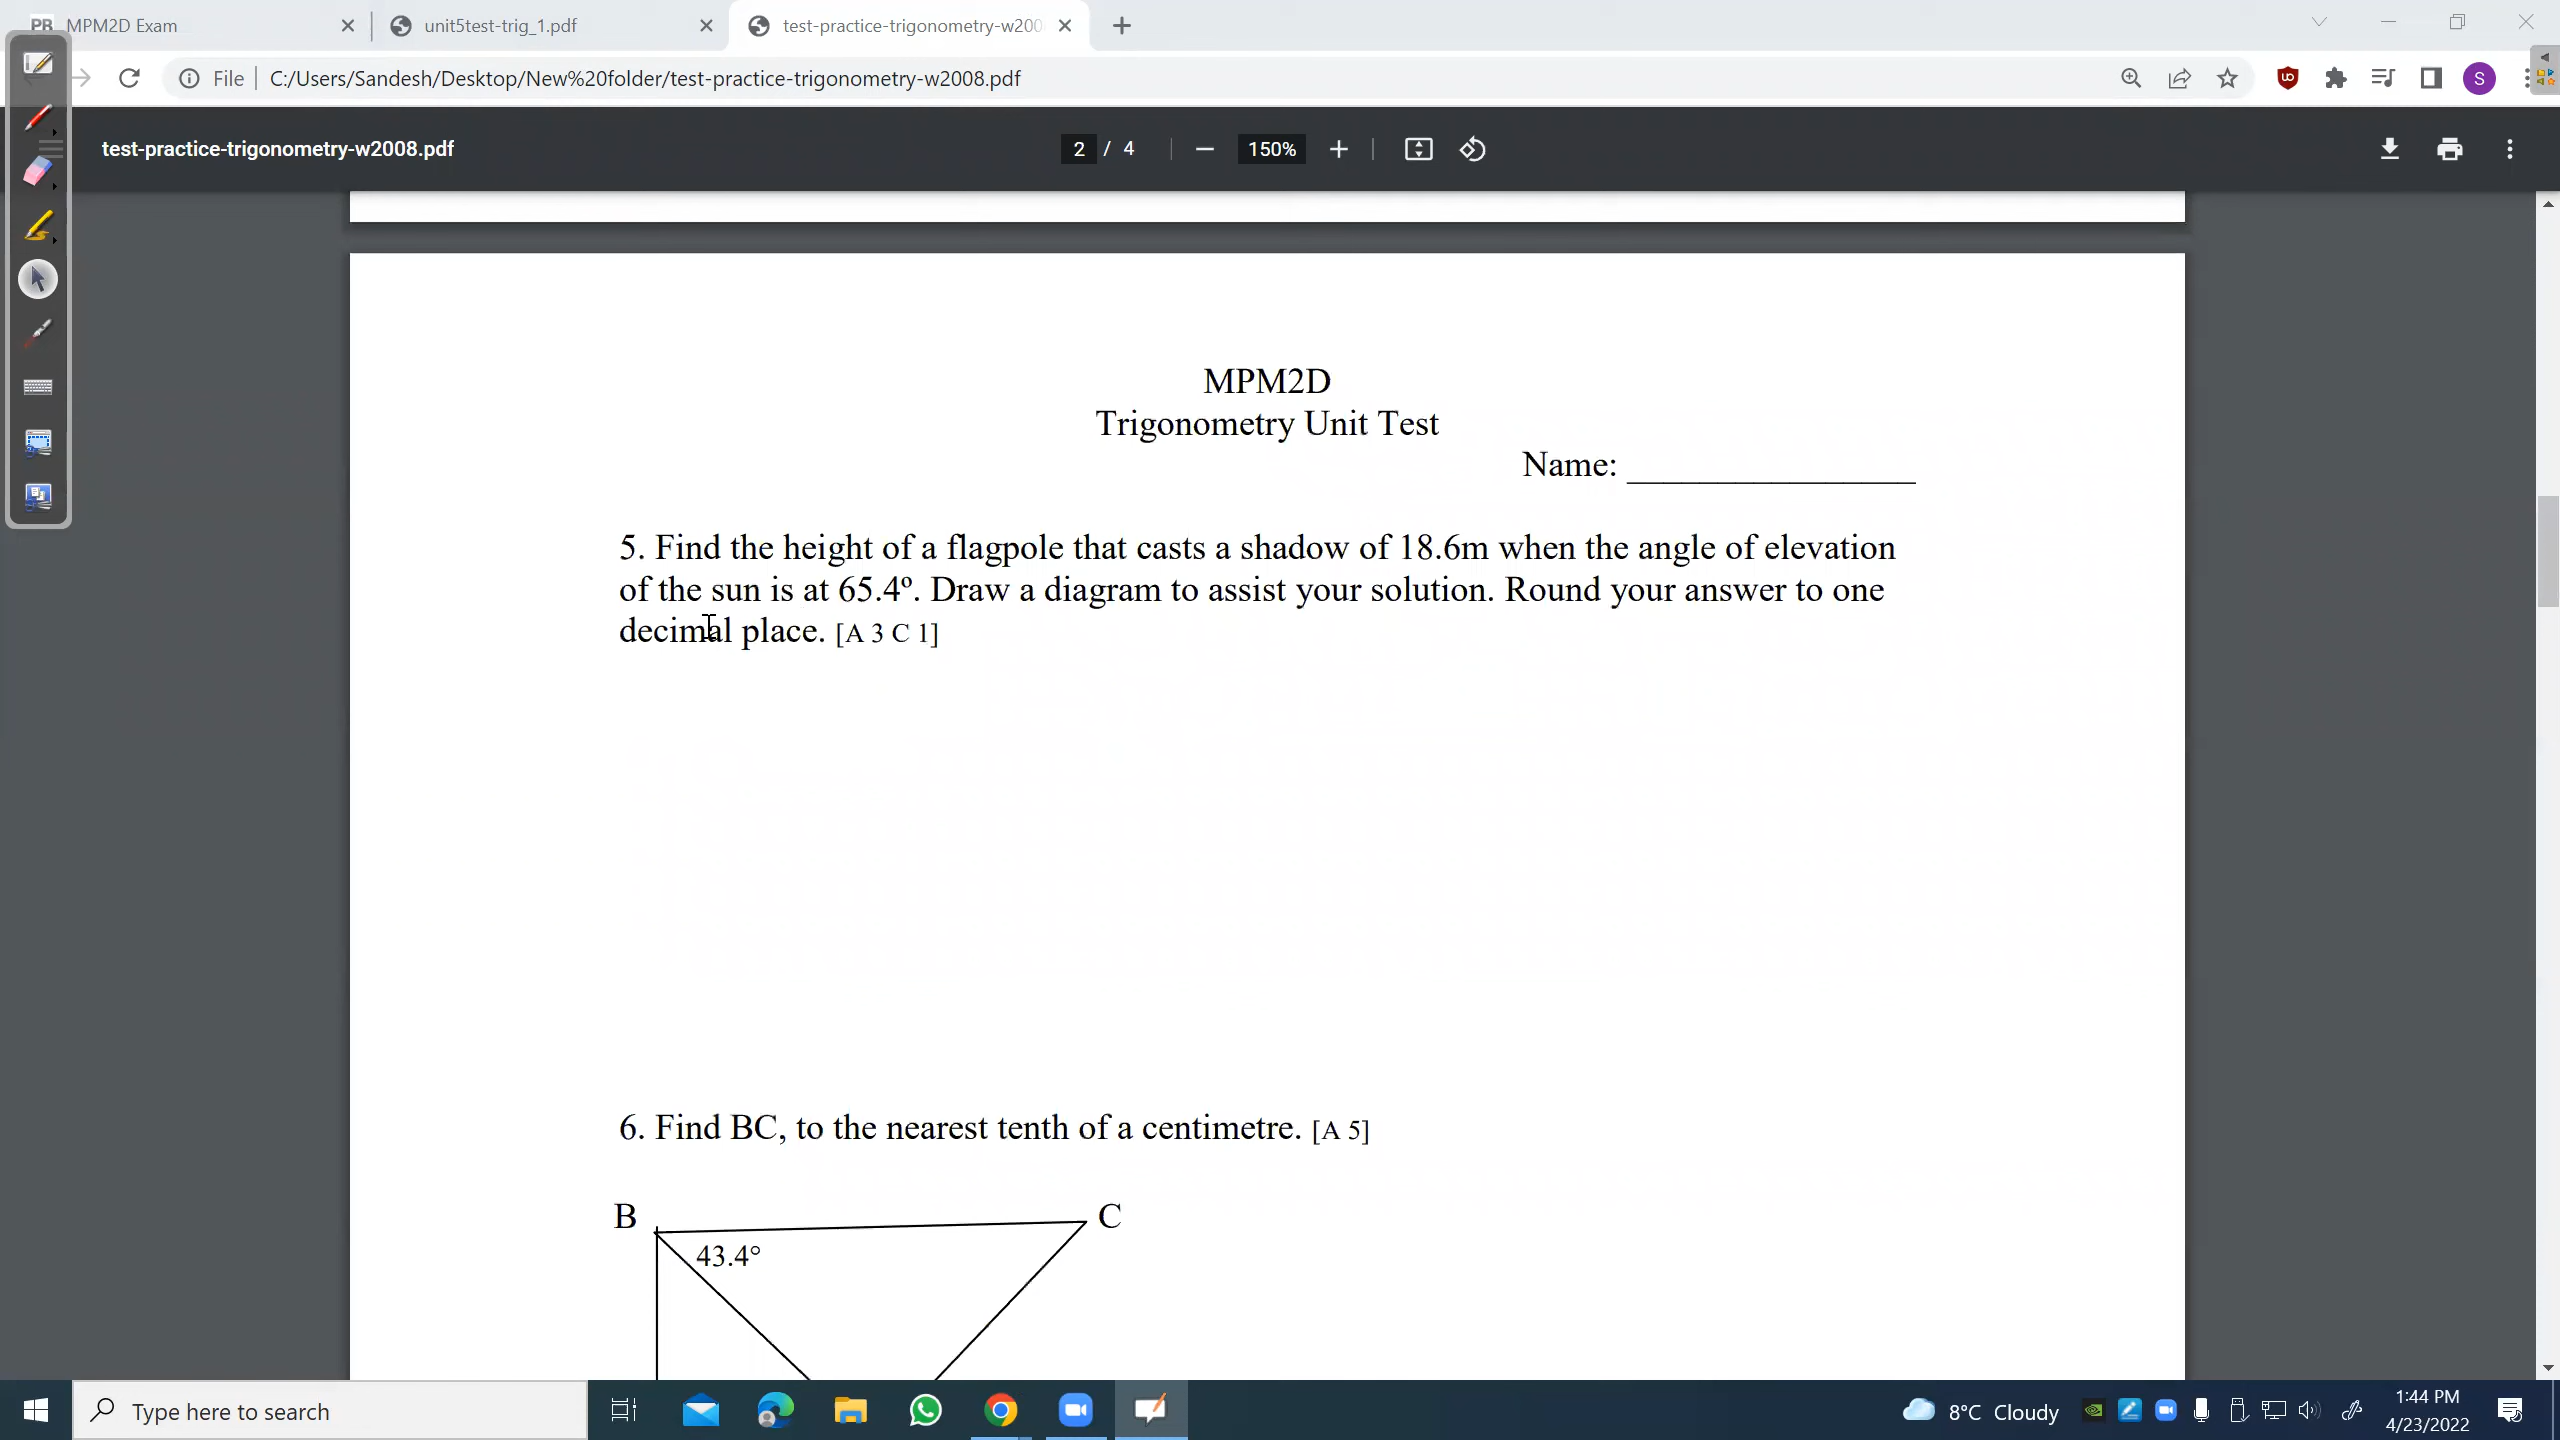 MPM2D Exam
unit5test-trig_1.pdf
test-practice-trigonometry-w200
File
C:/Users/Sandesh/Desktop/New%20folder/test-practice-trigonometry-w2008.pdf
S
test-practice-trigonometry-w2008.pdf
2 / 4
150%
MPM2D
Trigonometry Unit Test
Name: ________________
5. Find the height of a flagpole that casts a shadow of 18.6m when the angle of elevation
of the sun is at 65.4º. Draw a diagram to assist your solution. Round your answer to one
decimal place. [A 3 C 1]
6. Find BC, to the nearest tenth of a centimetre. [A 5]
B
C
43.4°
Type here to search
8°C Cloudy
1:44 PM
4/23/2022